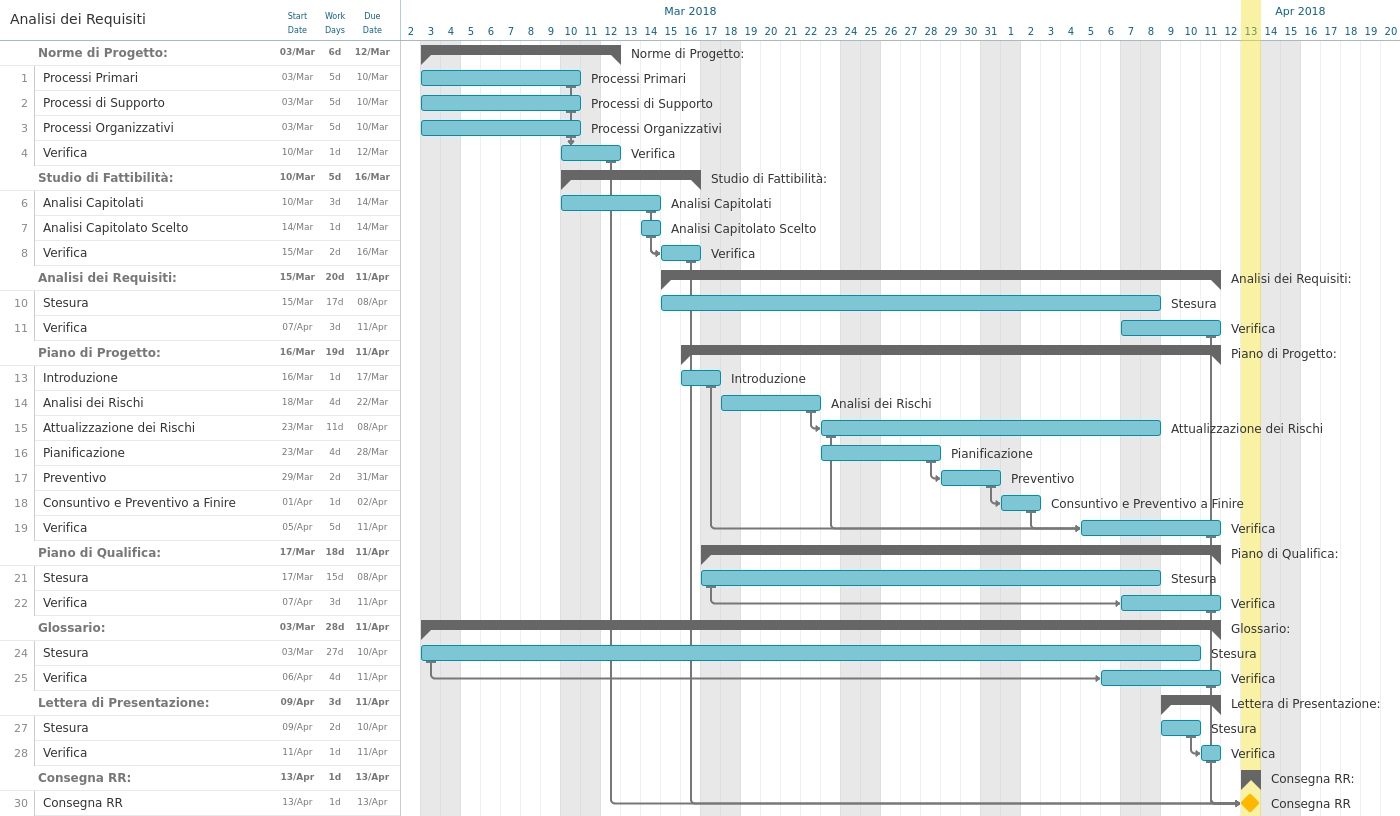 Analisi dei Requisiti
Start Date Work Days Due Date
Mar 2018 Apr 2018
2 3 4 5 6 7 8 9 10 11 12 13 14 15 16 17 18 19 20 21 22 23 24 25 26 27 28 29 30 31 1 2 3 4 5 6 7 8 9 10 11 12 13 14 15 16 17 18 19 20
Norme di Progetto: 03/Mar 6d 12/Mar Norme di Progetto:
1 Processi Primari 03/Mar 5d 10/Mar Processi Primari
2 Processi di Supporto 03/Mar 5d 10/Mar Processi di Supporto
3 Processi Organizzativi 03/Mar 5d 10/Mar Processi Organizzativi
4 Verifica 10/Mar 1d 12/Mar Verifica
Studio di Fattibilità: 10/Mar 5d 16/Mar Studio di Fattibilità:
6 Analisi Capitolati 10/Mar 3d 14/Mar Analisi Capitolati
7 Analisi Capitolato Scelto 14/Mar 1d 14/Mar Analisi Capitolato Scelto
8 Verifica 15/Mar 2d 16/Mar Verifica
Analisi dei Requisiti: 15/Mar 20d 11/Apr Analisi dei Requisiti:
10 Stesura 15/Mar 17d 08/Apr Stesura
11 Verifica 07/Apr 3d 11/Apr Verifica
Piano di Progetto: 16/Mar 19d 11/Apr Piano di Progetto:
13 Introduzione 16/Mar 1d 17/Mar Introduzione
14 Analisi dei Rischi 18/Mar 4d 22/Mar Analisi dei Rischi
15 Attualizzazione dei Rischi 23/Mar 11d 08/Apr Attualizzazione dei Rischi
16 Pianificazione 23/Mar 4d 28/Mar Pianificazione
17 Preventivo 29/Mar 2d 31/Mar Preventivo
18 Consuntivo e Preventivo a Finire 01/Apr 1d 02/Apr Consuntivo e Preventivo a Finire
19 Verifica 05/Apr 5d 11/Apr Verifica
Piano di Qualifica: 17/Mar 18d 11/Apr Piano di Qualifica:
21 Stesura 17/Mar 15d 08/Apr Stesura
22 Verifica 07/Apr 3d 11/Apr Verifica
Glossario: 03/Mar 28d 11/Apr Glossario:
24 Stesura 03/Mar 27d 10/Apr Stesura
25 Verifica 06/Apr 4d 11/Apr Verifica
Lettera di Presentazione: 09/Apr 3d 11/Apr Lettera di Presentazione:
27 Stesura 09/Apr 2d 10/Apr Stesura
28 Verifica 11/Apr 1d 11/Apr Verifica
Consegna RR: 13/Apr 1d 13/Apr Consegna RR:
30 Consegna RR 13/Apr 1d 13/Apr Consegna RR